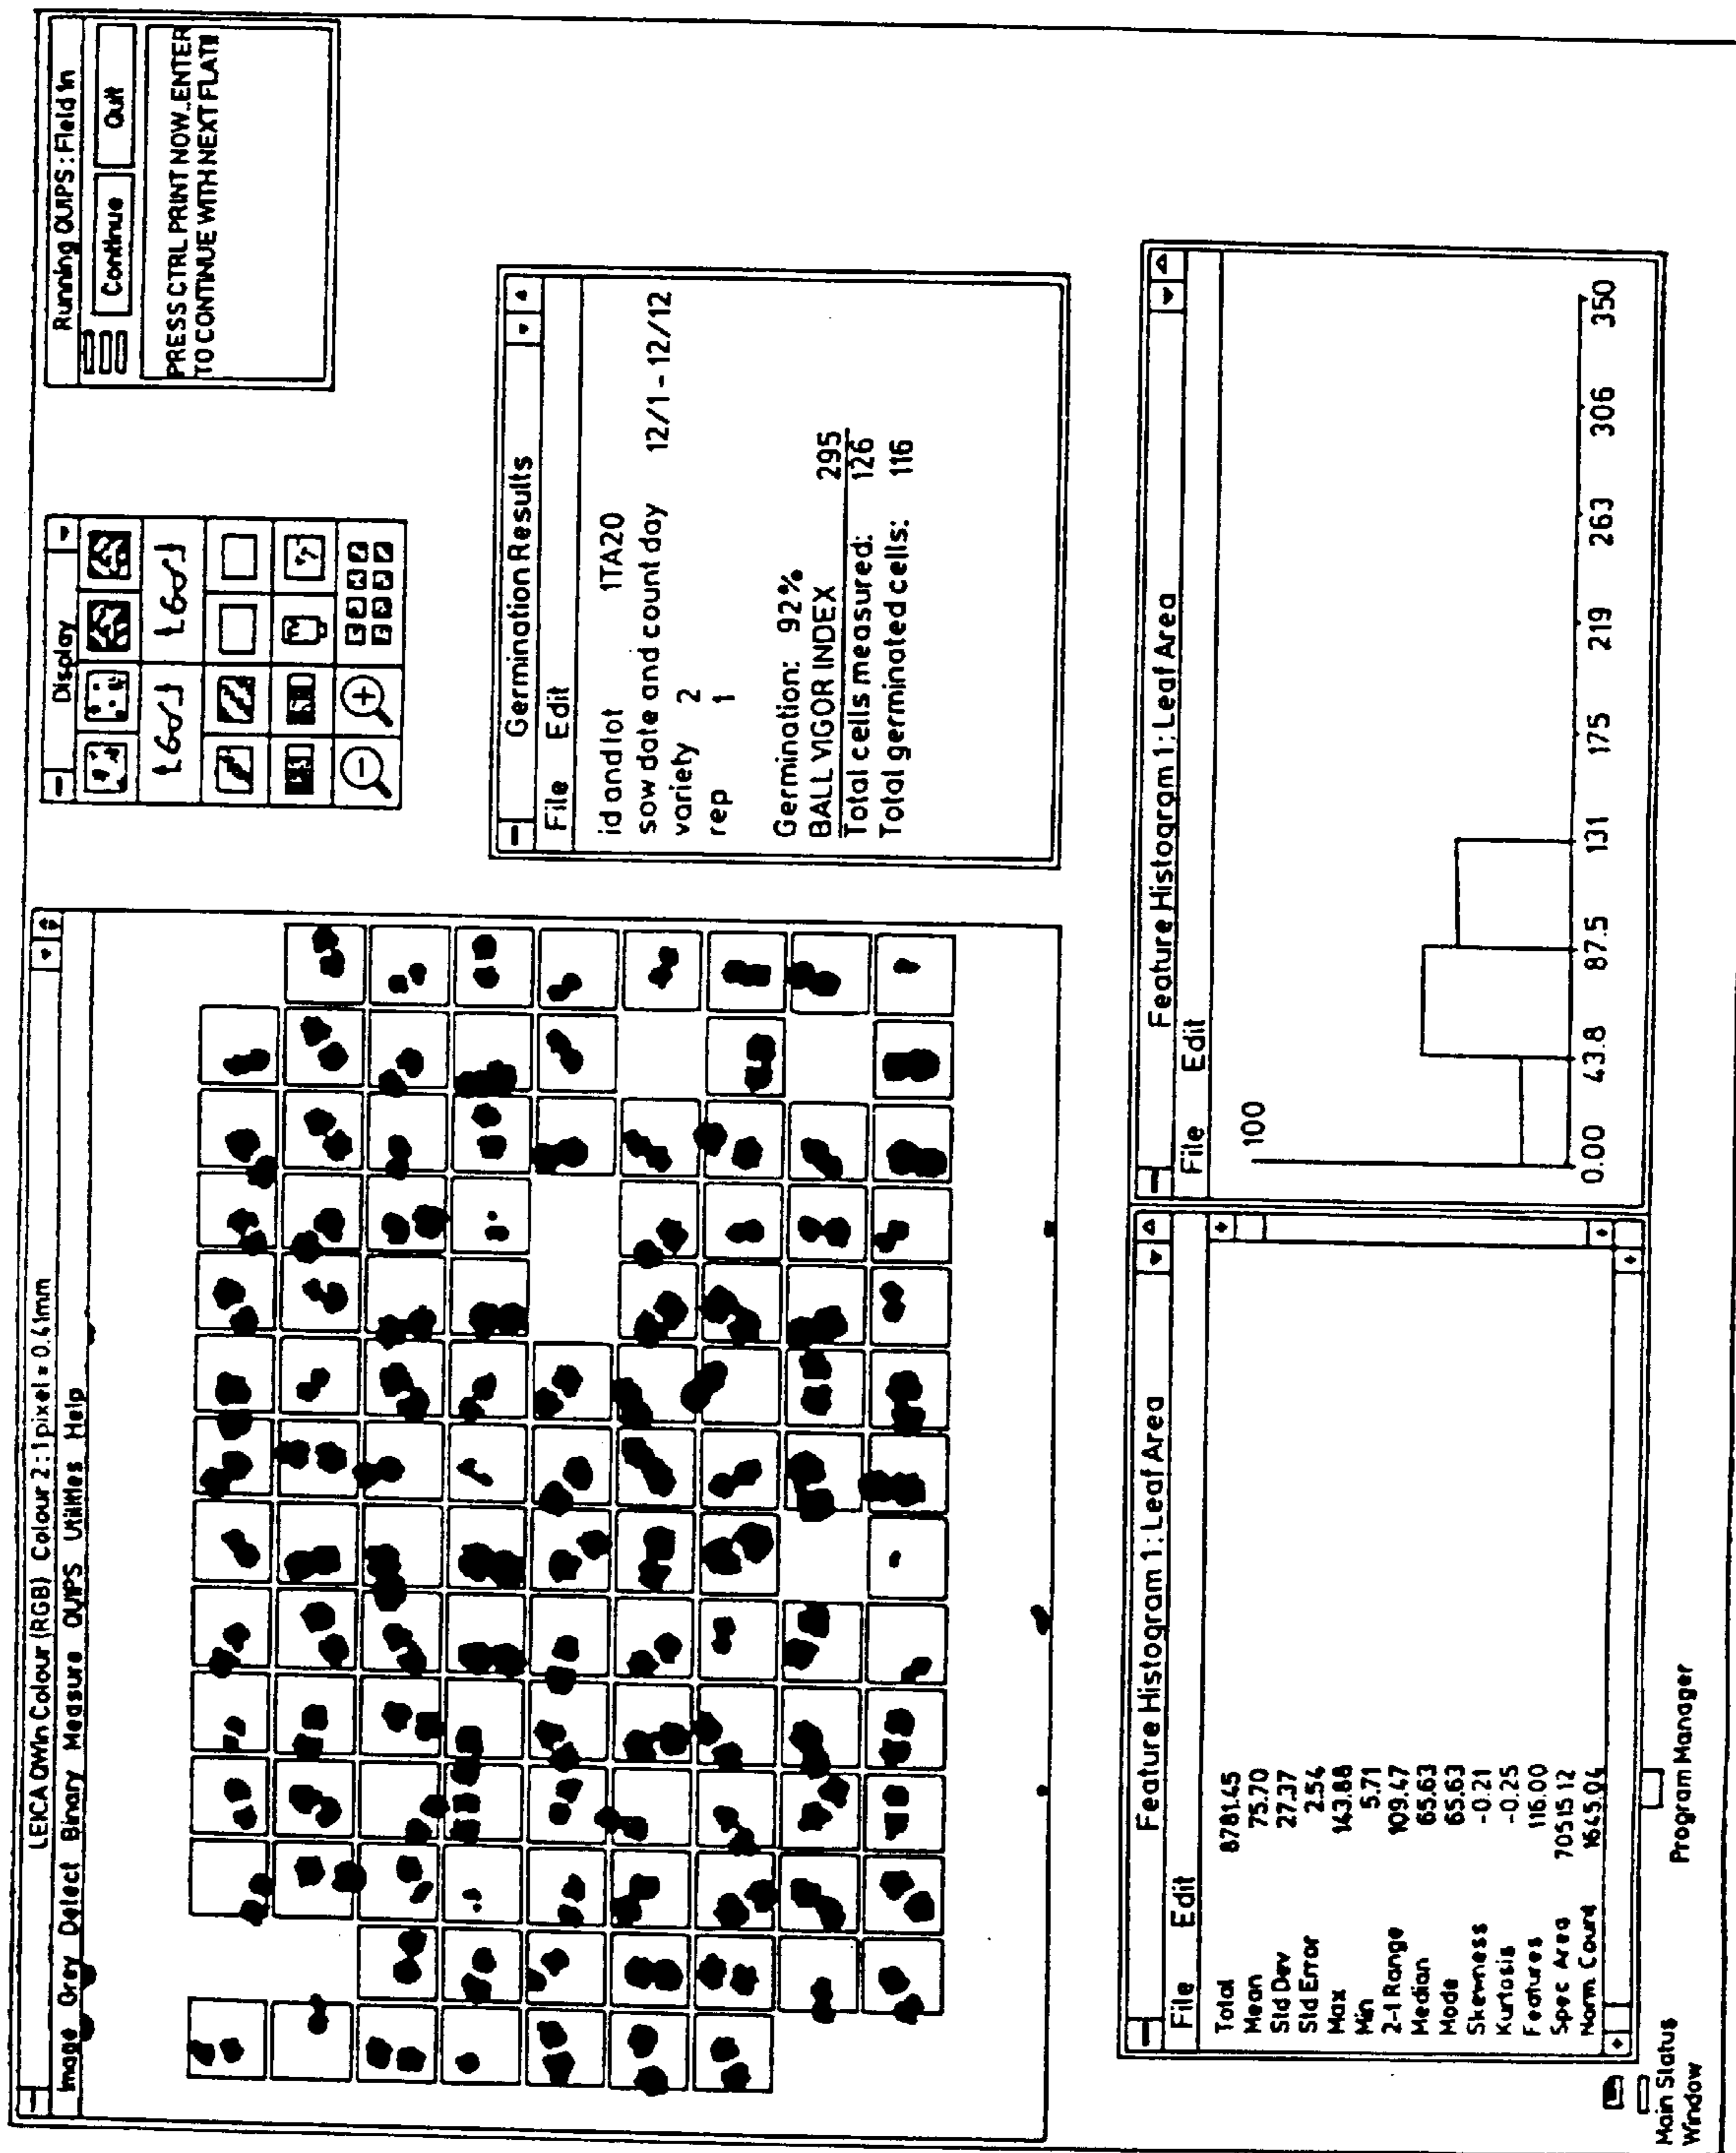 LEICA QWin Colour (RGB) Colour 2 : 1 pixel = 0.41mm
Image Grey Detect Binary Measure QUIPS Utilities Help
Display
Running QUIPS : Field 1n
Continue
Quit
PRESS CTRL PRINT NOW..ENTER
TO CONTINUE WITH NEXT FLAT!!
Germination Results
File Edit
id and lot 1TA20
sow date and count day 12/1 - 12/12
variety 2
rep 1
Germination: 92%
BALL VIGOR INDEX 295
Total cells measured: 126
Total germinated cells: 116
Feature Histogram 1: Leaf Area
File Edit
Total 8781.45
Mean 75.70
Std Dev 27.37
Std Error 2.54
Max 143.88
Min 5.71
2-1 Range 109.47
Median 65.63
Mode 65.63
Skewness -0.21
Kurtosis -0.25
Features 116.00
Spec Area 70515.12
Norm Count 1645.04
Feature Histogram 1: Leaf Area
File Edit
100
0.00 43.8 87.5 131 175 219 263 306 350
Main Status
Window
Program Manager